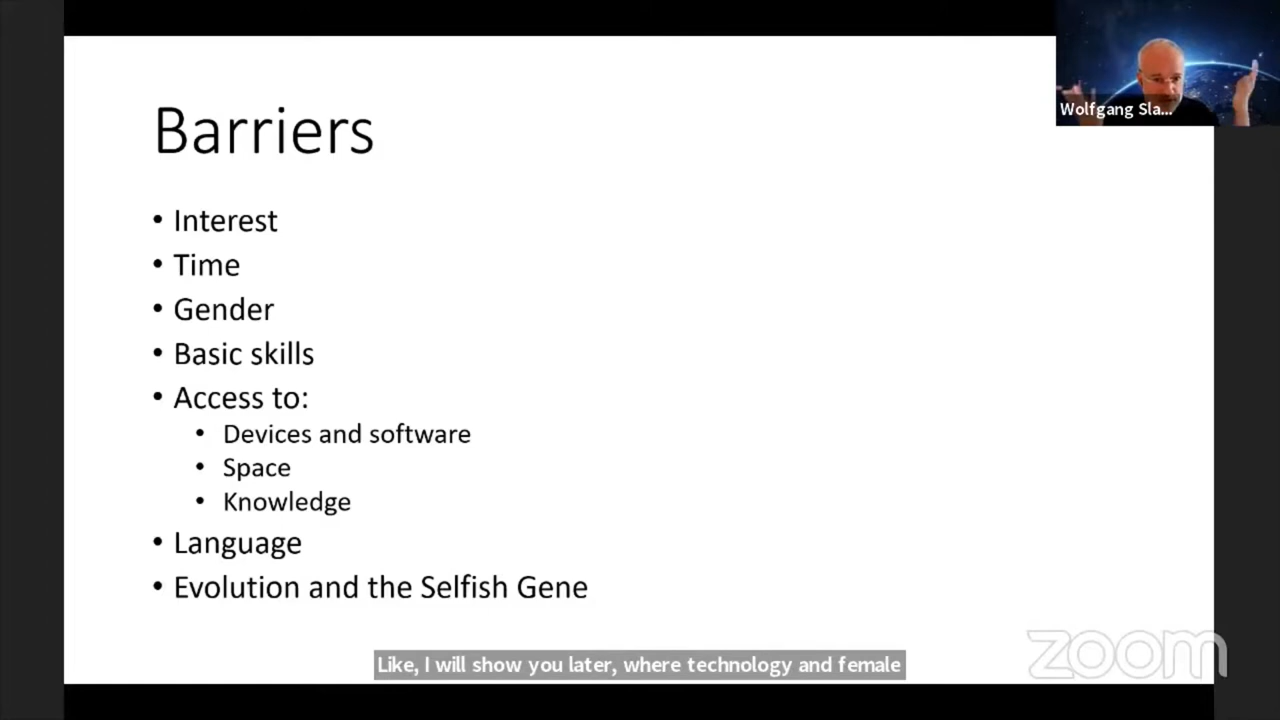 Barriers
Wolfgang Sla...
• Interest
• Time
• Gender
• Basic skills
• Access to:
• Devices and software
• Space
• Knowledge
• Language
• Evolution and the Selfish Gene
zoom
Like, I will show you later, where technology and female